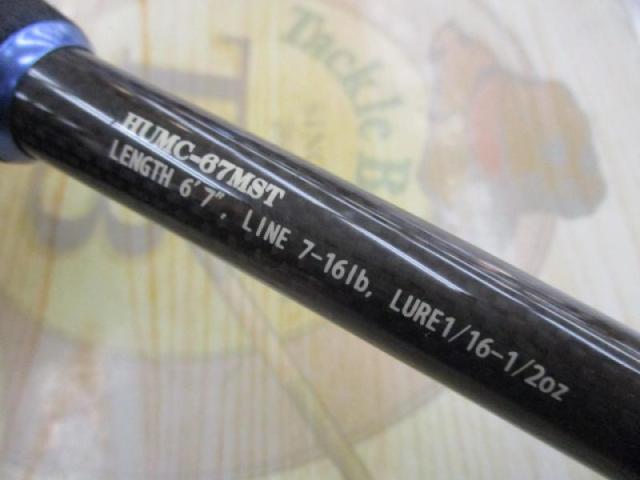 HUMC-67MST
LENGTH 6'7", LINE 7-16lb, LURE1/16-1/2oz
Tackle B